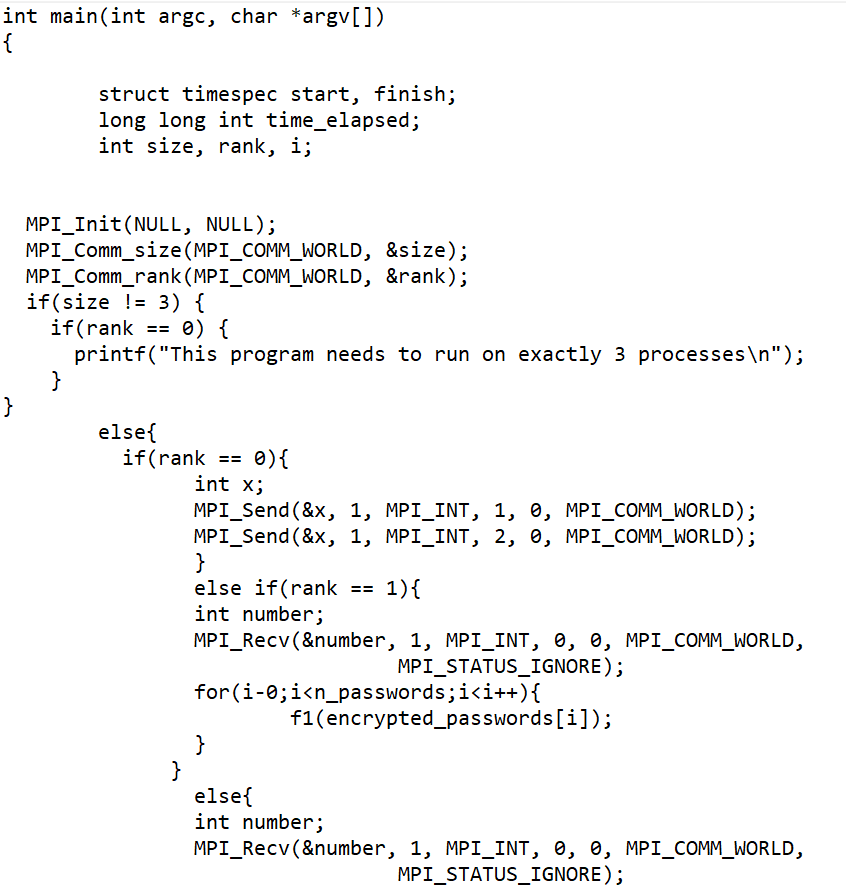 int main(int argc, char *argv[])
{
struct timespec start, finish;
long long int time_elapsed;
int size, rank, i;
MPI_Init(NULL, NULL);
MPI_Comm_size(MPI_COMM_WORLD, &size);
MPI_Comm_rank(MPI_COMM_WORLD, &rank);
if(size != 3) {
if(rank == 0) {
printf("This program needs to run on exactly 3 processes\n");
}
}
else{
if(rank == 0){
int x;
MPI_Send(&x, 1, MPI_INT, 1, 0, MPI_COMM_WORLD);
MPI_Send(&x, 1, MPI_INT, 2, 0, MPI_COMM_WORLD);
}
else if(rank == 1){
int number;
MPI_Recv(&number, 1, MPI_INT, 0, 0, MPI_COMM_WORLD,
MPI_STATUS_IGNORE);
for(i-0;i<n_passwords;i<i++){
f1(encrypted_passwords[i]);
}
}
else{
int number;
MPI_Recv(&number, 1, MPI_INT, 0, 0, MPI_COMM_WORLD,
MPI_STATUS_IGNORE);